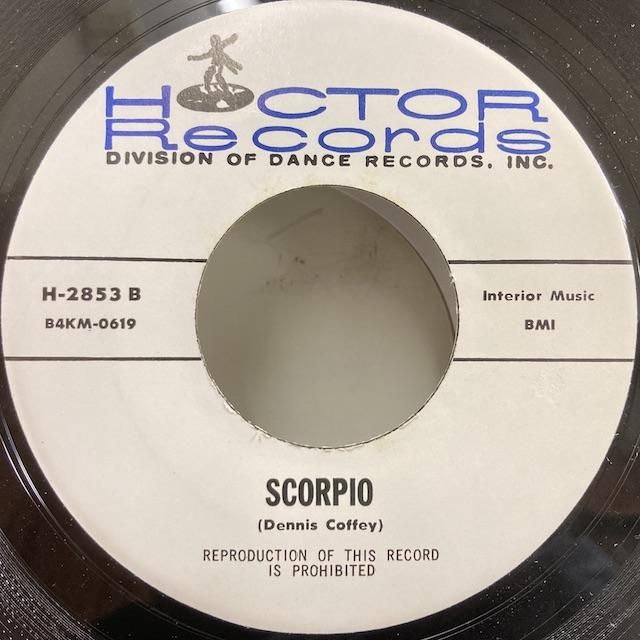 HOCTOR
Records
DIVISION OF DANCE RECORDS, INC.
H-2853 B
B4KM-0619
Interior Music
BMI
SCORPIO
(Dennis Coffey)
REPRODUCTION OF THIS RECORD
IS PROHIBITED